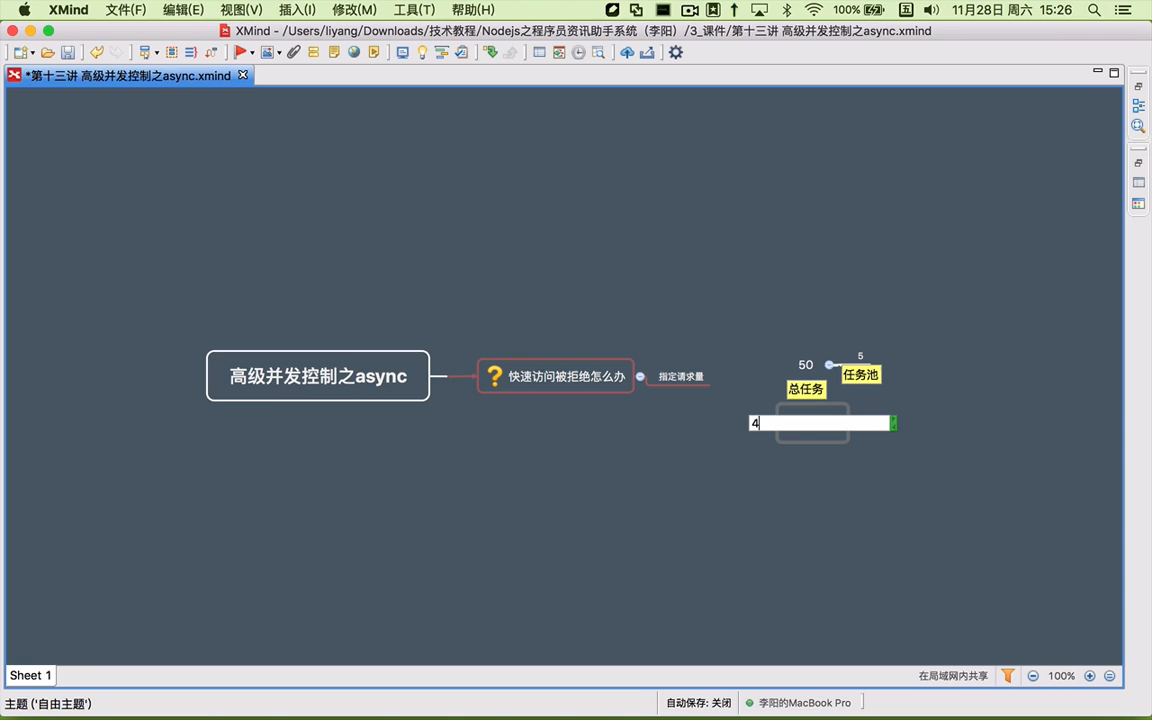 XMind 文件(F) 编辑(E) 视图(V) 插入(I) 修改(M) 工具(T) 帮助(H) 100% 五 11月28日 周六 15:26
XMind - /Users/liyang/Downloads/技术教程/Nodejs之程序员资讯助手系统（李阳）/3_课件/第十三讲 高级并发控制之async.xmind
*第十三讲 高级并发控制之async.xmind
5
50
任务池
高级并发控制之async
快速访问被拒绝怎么办
指定请求量
总任务
4
Sheet 1
在局域网内共享
100%
主题 ('自由主题')
自动保存: 关闭
李阳的MacBook Pro